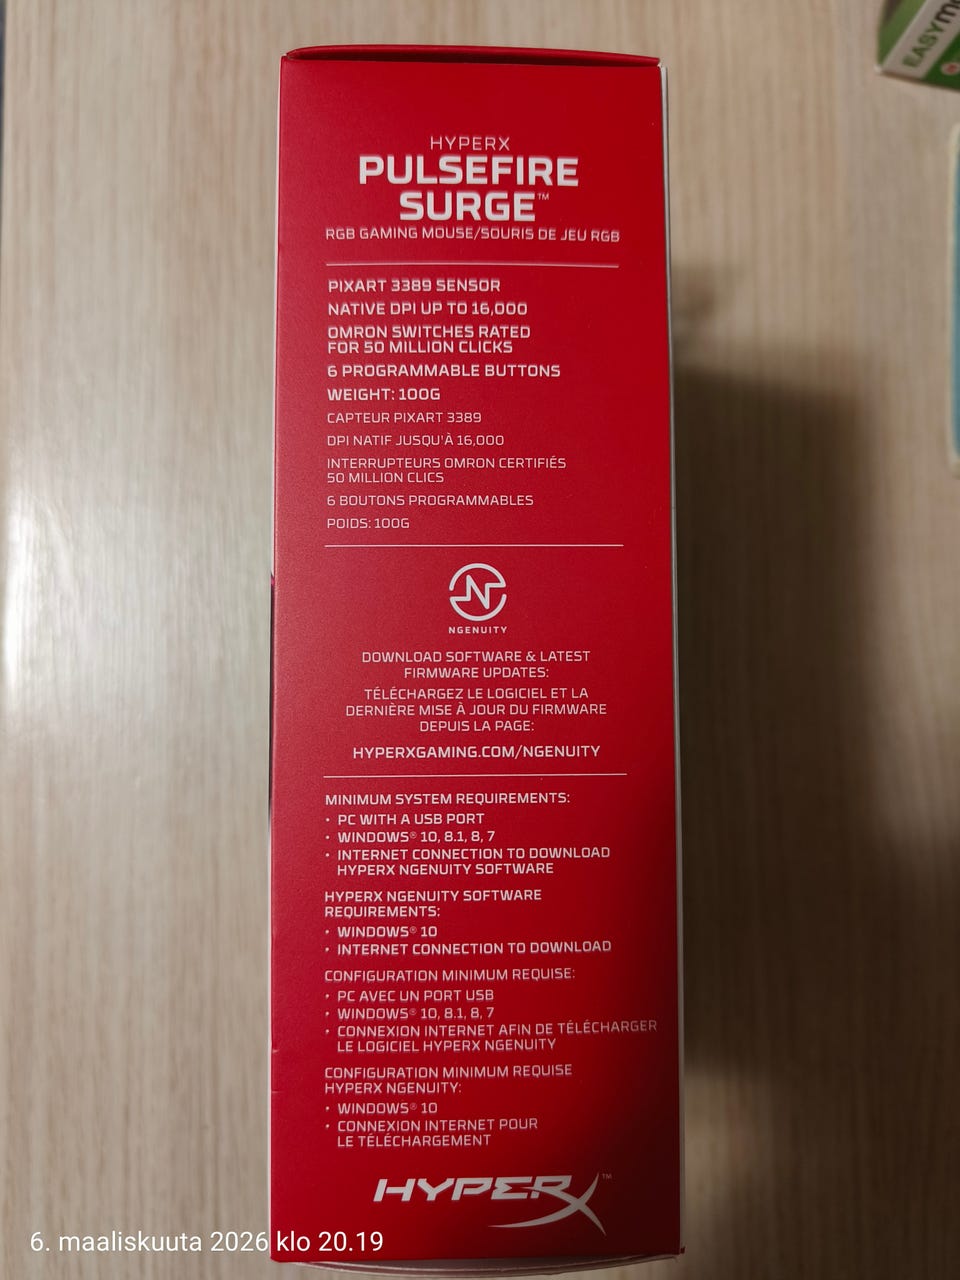 HYPERX
PULSEFIRE
SURGE™
RGB GAMING MOUSE/SOURIS DE JEU RGB
PIXART 3389 SENSOR
NATIVE DPI UP TO 16,000
OMRON SWITCHES RATED
FOR 50 MILLION CLICKS
6 PROGRAMMABLE BUTTONS
WEIGHT: 100G
CAPTEUR PIXART 3389
DPI NATIF JUSQU'À 16,000
INTERRUPTEURS OMRON CERTIFIÉS
50 MILLION CLICS
6 BOUTONS PROGRAMMABLES
POIDS: 100G
NGENUITY
DOWNLOAD SOFTWARE & LATEST
FIRMWARE UPDATES:
TÉLÉCHARGEZ LE LOGICIEL ET LA
DERNIÈRE MISE À JOUR DU FIRMWARE
DEPUIS LA PAGE:
HYPERXGAMING.COM/NGENUITY
MINIMUM SYSTEM REQUIREMENTS:
• PC WITH A USB PORT
• WINDOWS® 10, 8.1, 8, 7
• INTERNET CONNECTION TO DOWNLOAD
HYPERX NGENUITY SOFTWARE
HYPERX NGENUITY SOFTWARE
REQUIREMENTS:
• WINDOWS® 10
• INTERNET CONNECTION TO DOWNLOAD
CONFIGURATION MINIMUM REQUISE:
• PC AVEC UN PORT USB
• WINDOWS® 10, 8.1, 8, 7
• CONNEXION INTERNET AFIN DE TÉLÉCHARGER
LE LOGICIEL HYPERX NGENUITY
CONFIGURATION MINIMUM REQUISE
HYPERX NGENUITY:
• WINDOWS® 10
• CONNEXION INTERNET POUR
LE TÉLÉCHARGEMENT
HYPERX™
6. maaliskuuta 2026 klo 20.19